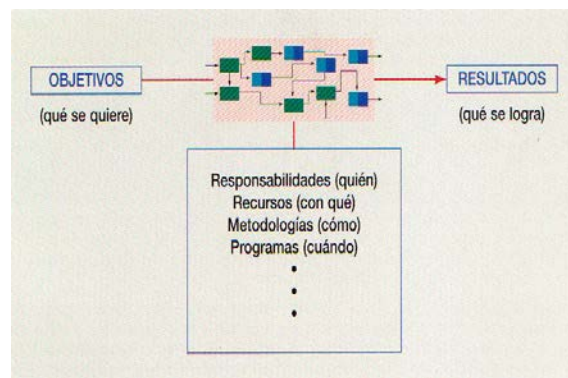 OBJETIVOS
(qué se quiere)
RESULTADOS
(qué se logra)
Responsabilidades (quién)
Recursos (con qué)
Metodologías (cómo)
Programas (cuándo)